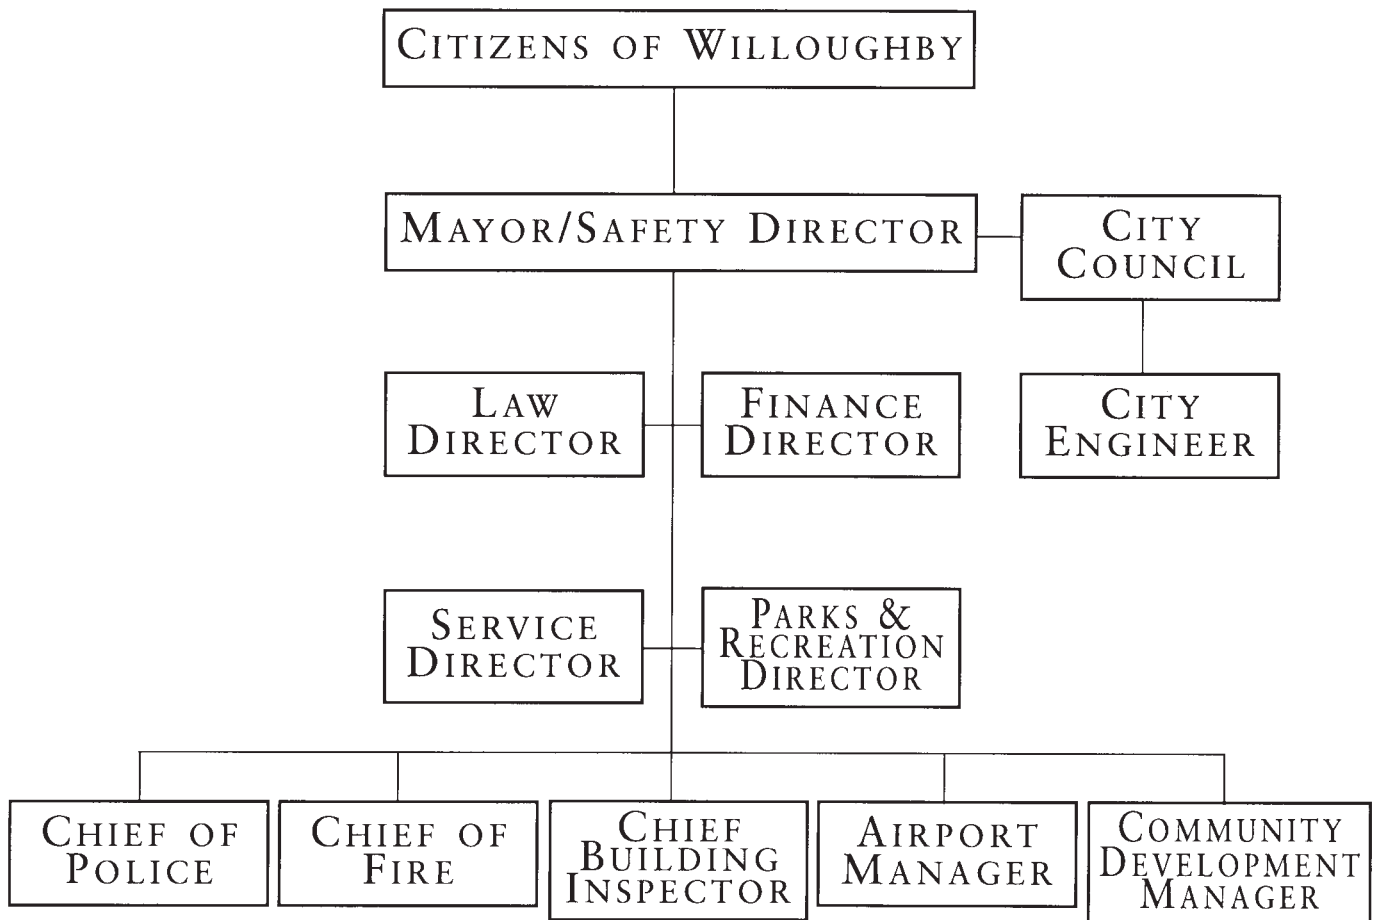 CITIZENS OF WILLOUGHBY
MAYOR/SAFETY DIRECTOR
CITY
COUNCIL
LAW
DIRECTOR
FINANCE
DIRECTOR
CITY
ENGINEER
SERVICE
DIRECTOR
PARKS &
RECREATION
DIRECTOR
CHIEF OF
POLICE
CHIEF OF
FIRE
CHIEF
BUILDING
INSPECTOR
AIRPORT
MANAGER
COMMUNITY
DEVELOPMENT
MANAGER